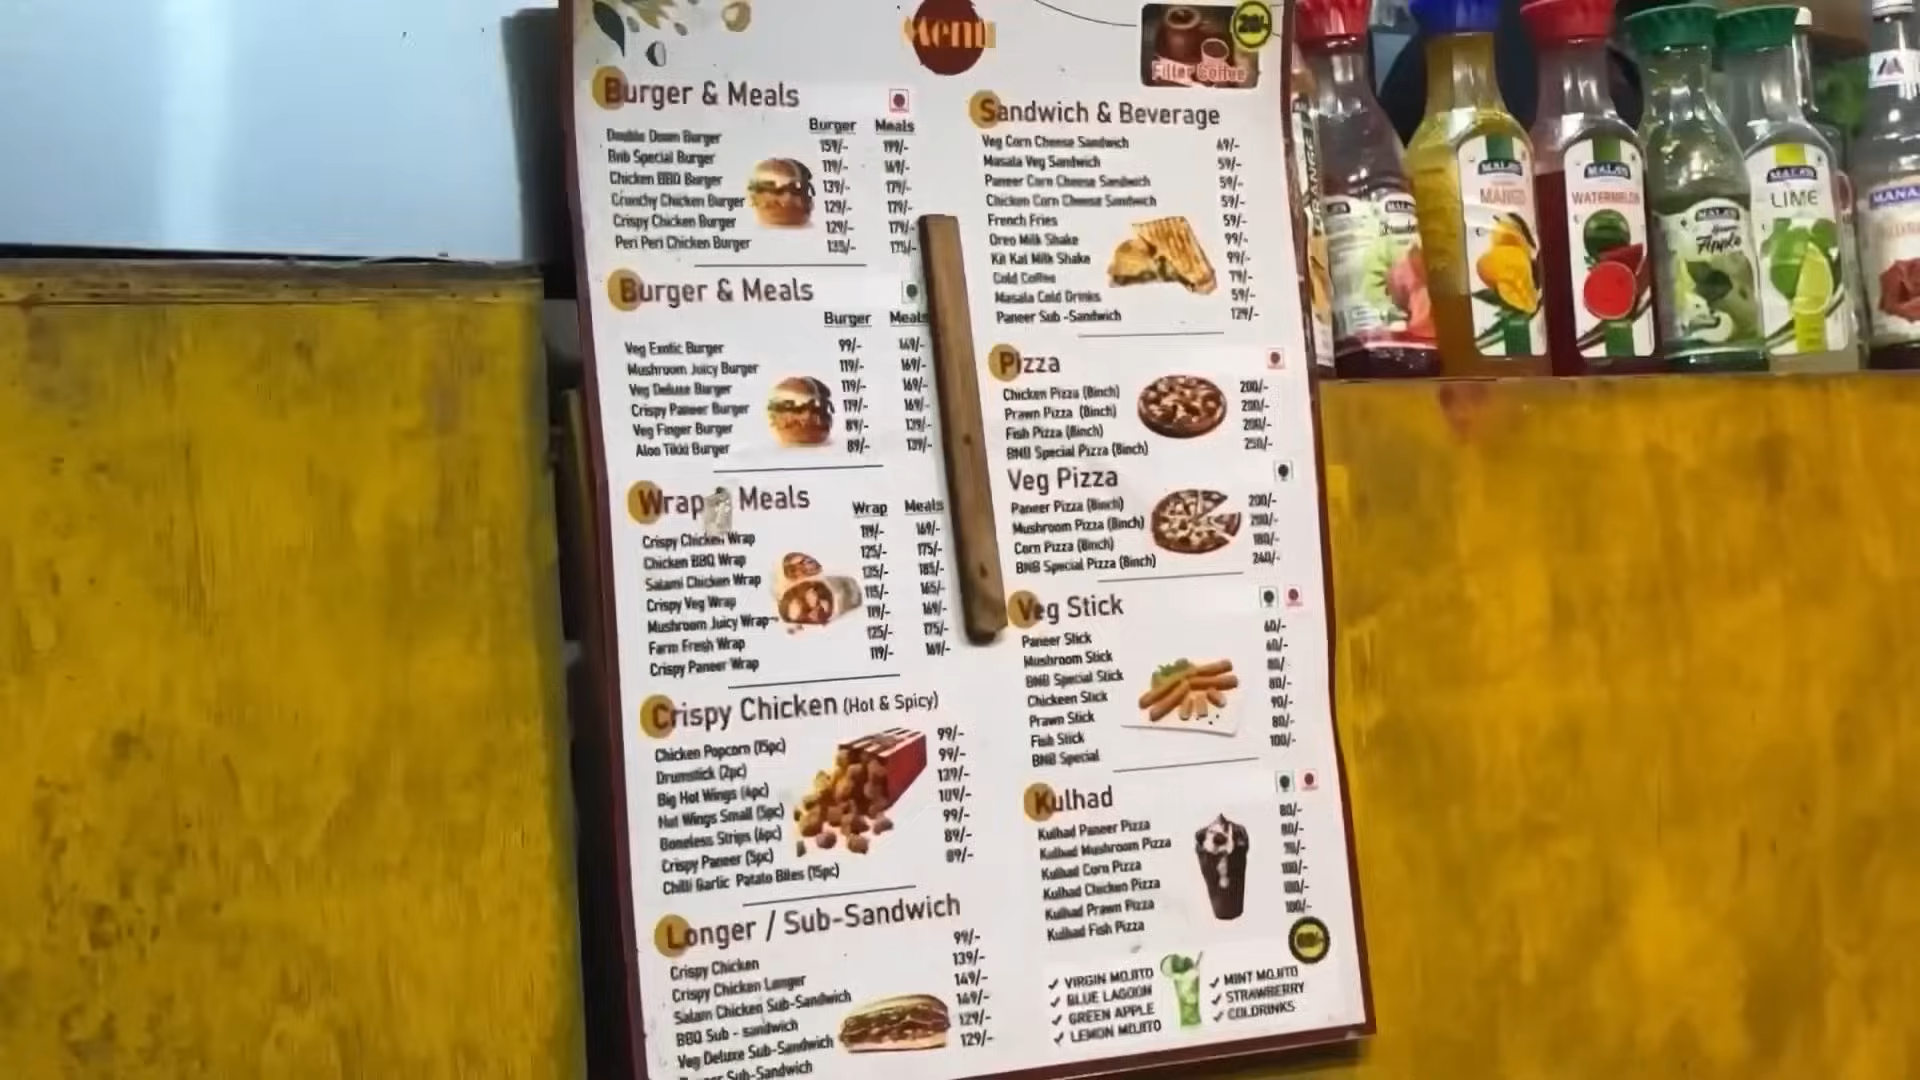 Menu
20/-
Filter Coffee
Burger & Meals
Burger Meals
Double Down Burger 159/- 199/-
Bnb Special Burger 119/- 169/-
Chicken BBQ Burger 139/- 179/-
Crunchy Chicken Burger 129/- 179/-
Crispy Chicken Burger 129/- 179/-
Peri Peri Chicken Burger 135/- 175/-
Burger & Meals
Burger Meals
Veg Exotic Burger 99/- 149/-
Mushroom Juicy Burger 119/- 169/-
Veg Deluxe Burger 119/- 169/-
Crispy Paneer Burger 119/- 169/-
Veg Finger Burger 89/- 139/-
Aloo Tikki Burger 89/- 139/-
Wrap & Meals
Wrap Meals
Crispy Chicken Wrap 119/- 169/-
Chicken BBQ Wrap 125/- 175/-
Salami Chicken Wrap 135/- 185/-
Crispy Veg Wrap 115/- 165/-
Mushroom Juicy Wrap 119/- 169/-
Farm Fresh Wrap 125/- 175/-
Crispy Paneer Wrap 119/- 169/-
Crispy Chicken (Hot & Spicy)
Chicken Popcorn (15pc) 99/-
Drumstick (2pc) 99/-
Big Hot Wings (4pc) 139/-
Hot Wings Small (5pc) 109/-
Boneless Strips (6pc) 99/-
Crispy Paneer (5pc) 89/-
Chilli Garlic Patato Bites (15pc) 89/-
Longer / Sub-Sandwich
Crispy Chicken 99/-
Crispy Chicken Longer 139/-
Salam Chicken Sub-Sandwich 149/-
BBQ Sub - sandwich 149/-
Veg Deluxe Sub-Sandwich 129/-
Sub-Sandwich 129/-
Sandwich & Beverage
Veg Corn Cheese Sandwich 49/-
Masala Veg Sandwich 59/-
Paneer Corn Cheese Sandwich 59/-
Chicken Corn Cheese Sandwich 59/-
French Fries 59/-
Oreo Milk Shake 99/-
Kit Kat Milk Shake 99/-
Cold Coffee 79/-
Masala Cold Drinks 59/-
Paneer Sub -Sandwich 129/-
Pizza
Chicken Pizza (8inch) 200/-
Prawn Pizza (8inch) 200/-
Fish Pizza (8inch) 200/-
BNB Special Pizza (8inch) 250/-
Veg Pizza
Paneer Pizza (8inch) 200/-
Mushroom Pizza (8inch) 200/-
Corn Pizza (8inch) 180/-
BNB Special Pizza (8inch) 240/-
Veg Stick
Paneer Stick 60/-
Mushroom Stick 60/-
BNB Special Stick 80/-
Chickeen Stick 80/-
Prawn Stick 90/-
Fish Stick 80/-
BNB Special 100/-
Kulhad
Kulhad Paneer Pizza 80/-
Kulhad Mushroom Pizza 80/-
Kulhad Corn Pizza
Kulhad Chicken Pizza 100/-
Kulhad Prawn Pizza 100/-
Kulhad Fish Pizza 100/-
✓ VIRGIN MOJITO
✓ BLUE LAGOON
✓ GREEN APPLE
✓ LEMON MOJITO
✓ MINT MOJITO
✓ STRAWBERRY
✓ COLDRINKS
MALA'S
MANGO
MALA'S
WATERMELON
MALA'S
Apple
MALA'S
LIME
MANA